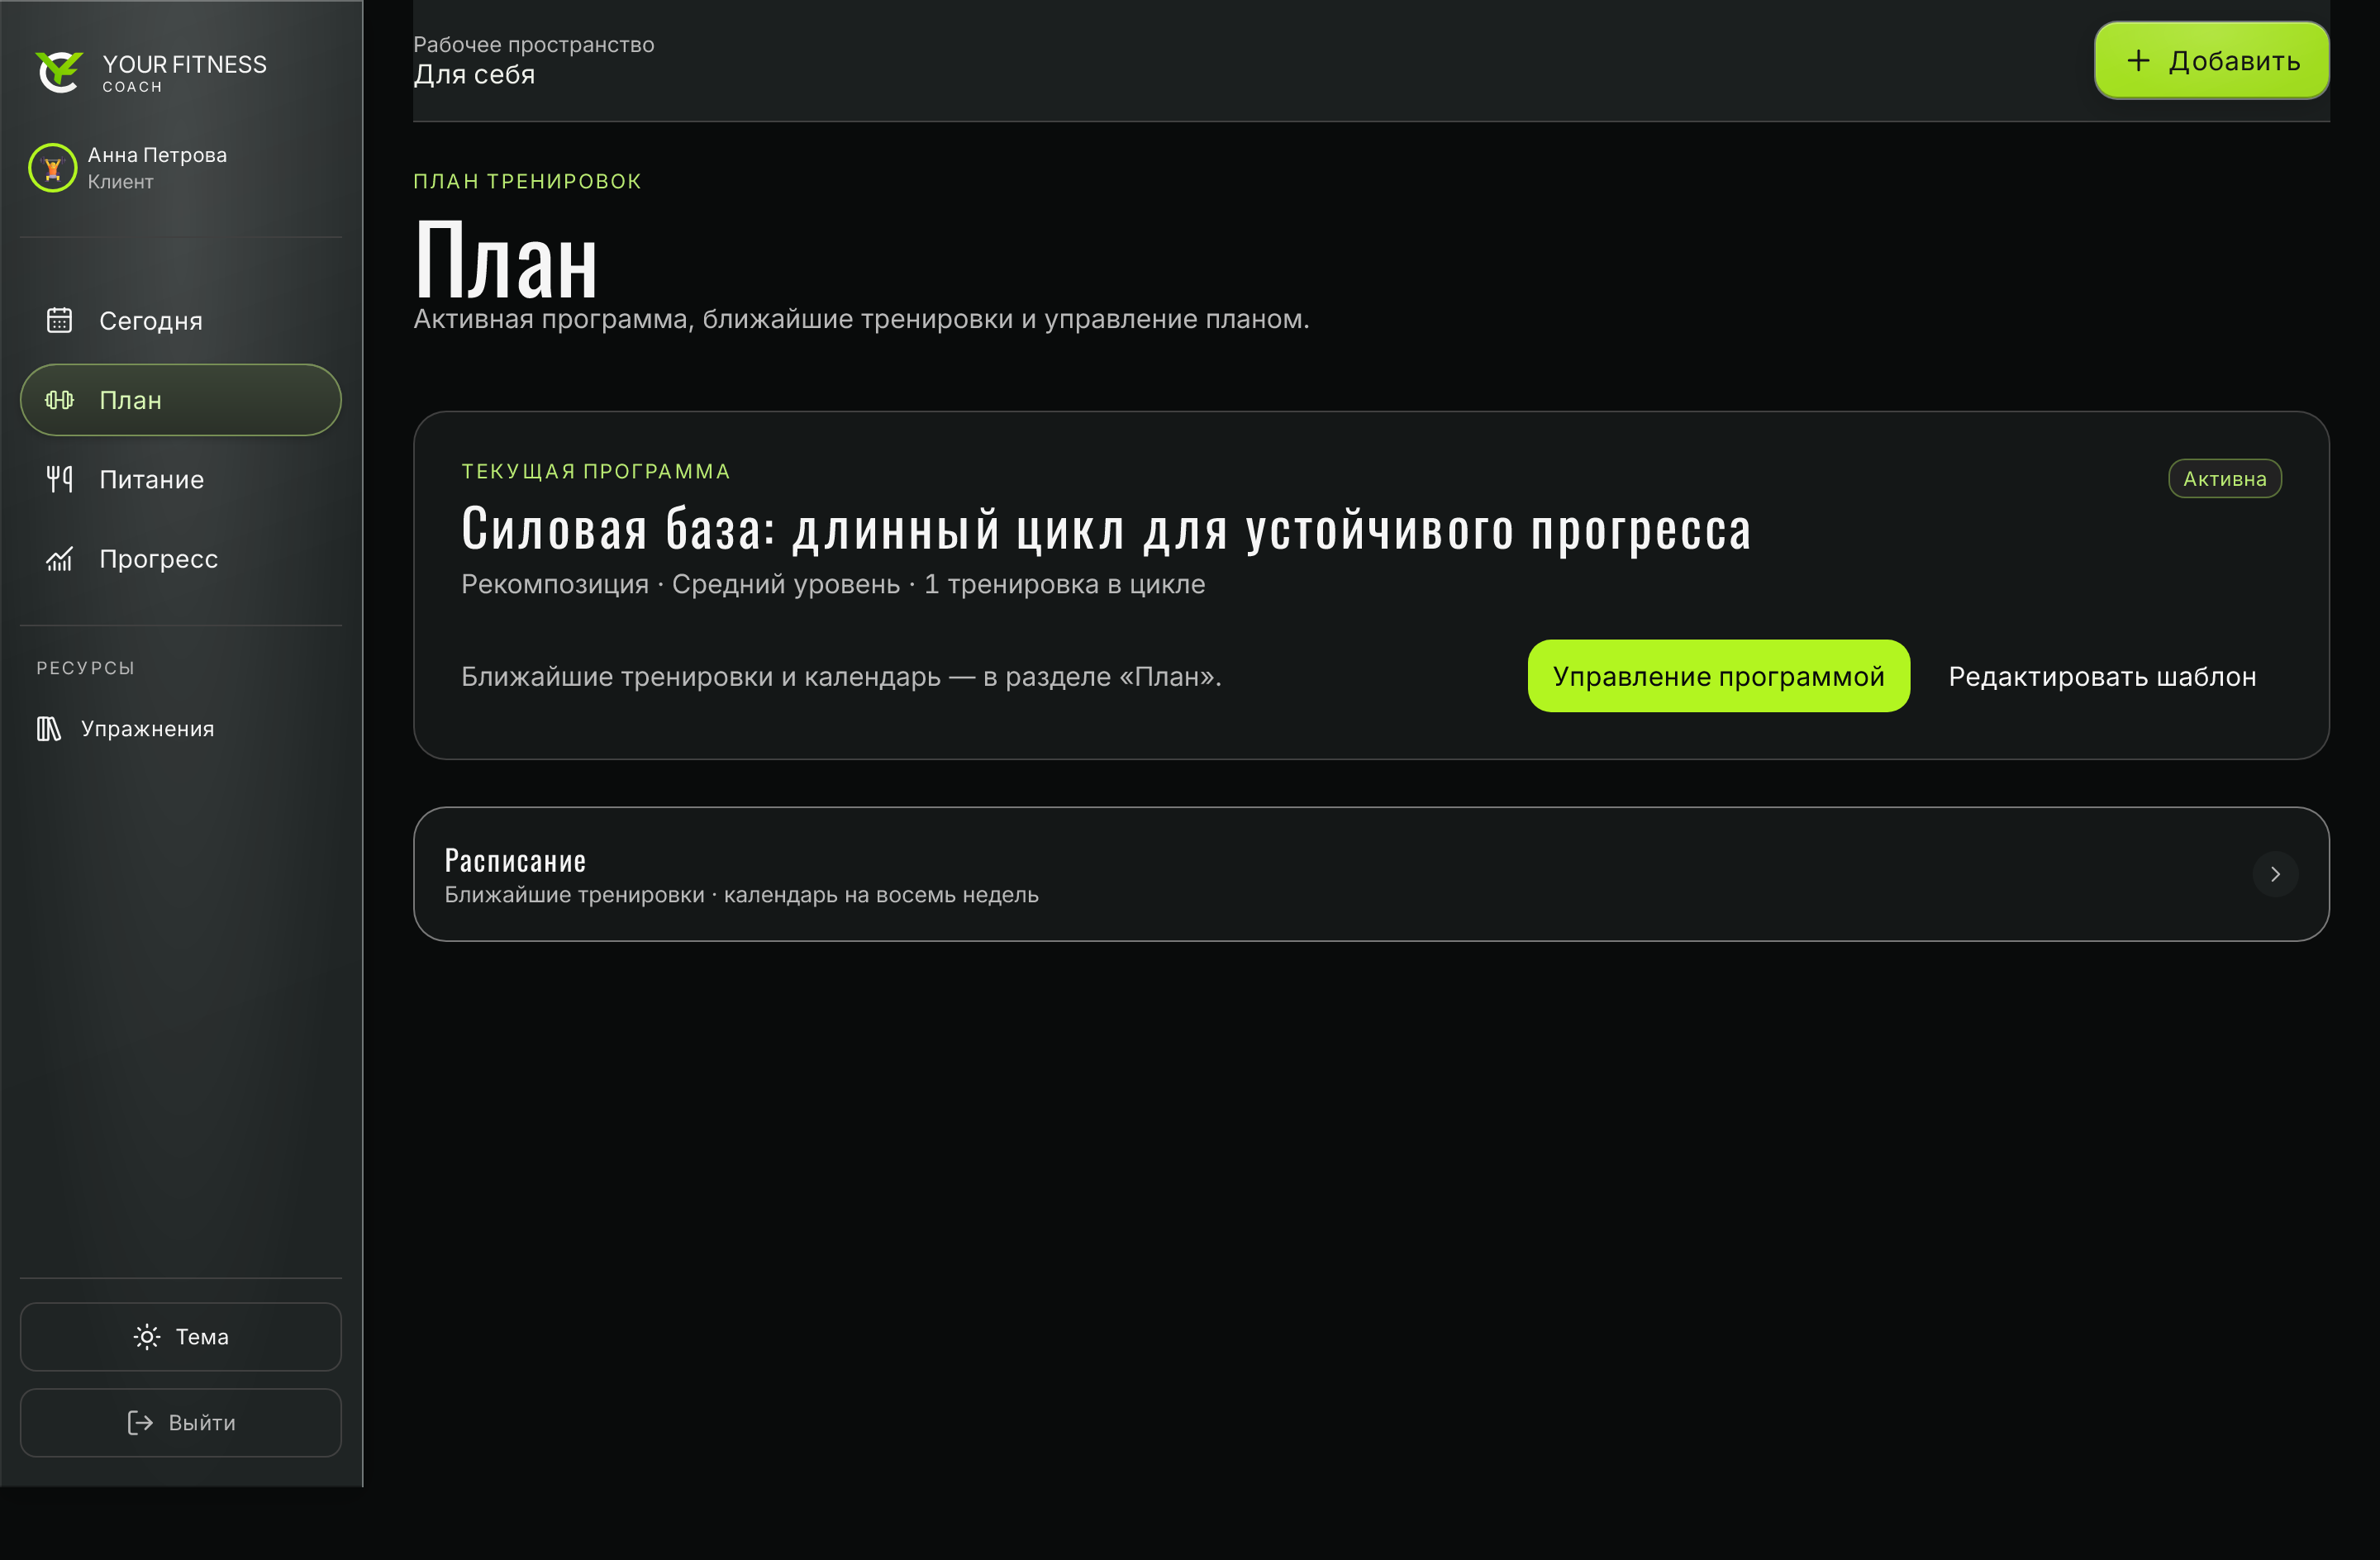 YOUR FITNESS
COACH
Анна Петрова
Клиент
Сегодня
План
Питание
Прогресс
РЕСУРСЫ
Упражнения
Тема
Выйти
Рабочее пространство
Для себя
Добавить
ПЛАН ТРЕНИРОВОК
План
Активная программа, ближайшие тренировки и управление планом.
ТЕКУЩАЯ ПРОГРАММА
Активна
Силовая база: длинный цикл для устойчивого прогресса
Рекомпозиция · Средний уровень · 1 тренировка в цикле
Ближайшие тренировки и календарь — в разделе «План».
Управление программой
Редактировать шаблон
Расписание
Ближайшие тренировки · календарь на восемь недель